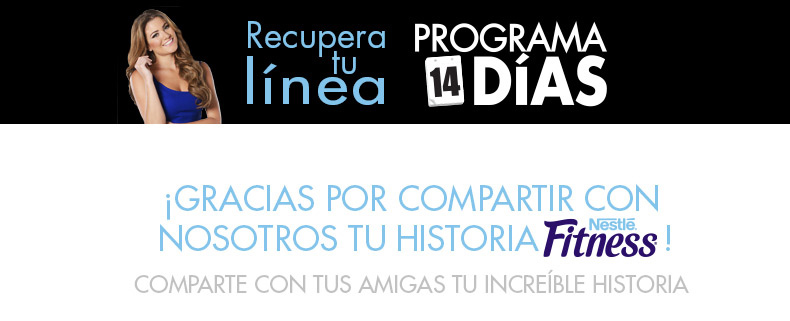 Recupera
tu
línea
PROGRAMA
14 DÍAS
¡GRACIAS POR COMPARTIR CON
NOSOTROS TU HISTORIA Nestlé Fitness !
COMPARTE CON TUS AMIGAS TU INCREÍBLE HISTORIA